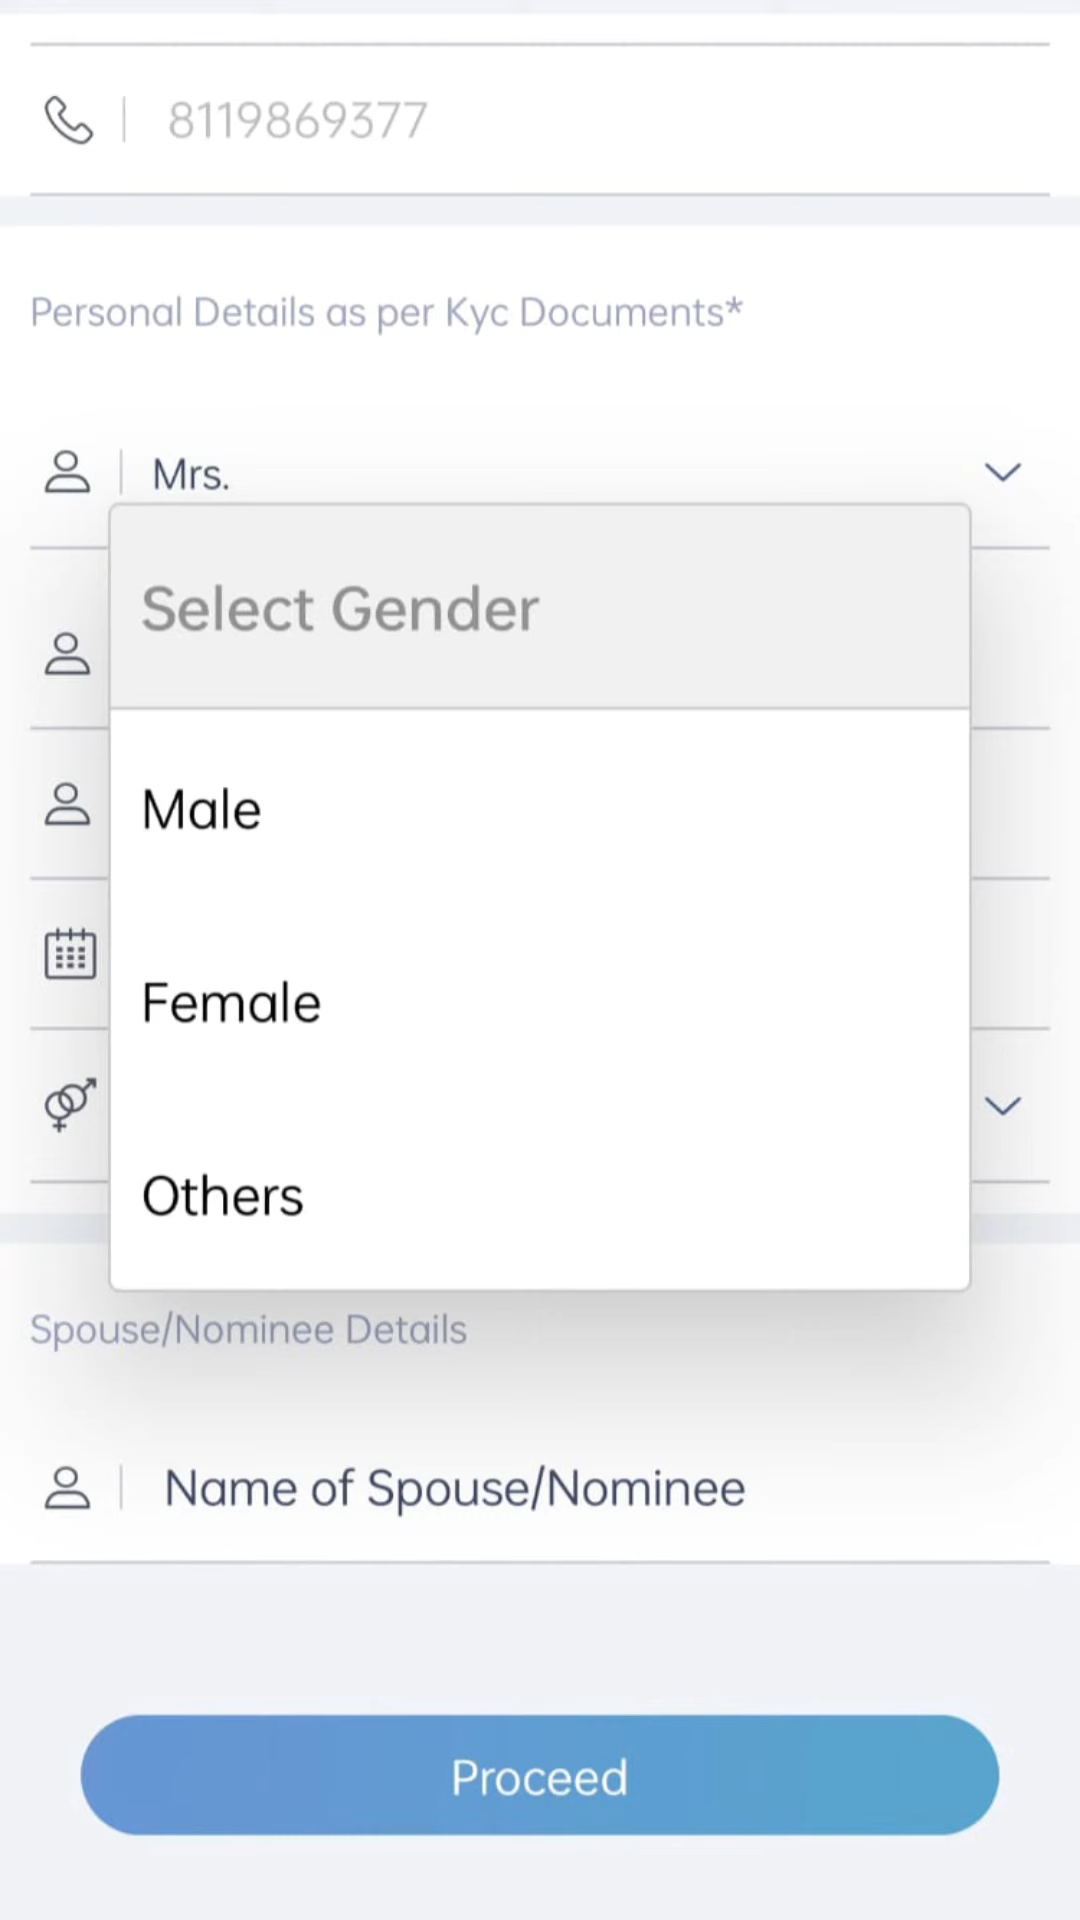 8119869377
Personal Details as per Kyc Documents*
Mrs.
Select Gender
Male
Female
Others
Spouse/Nominee Details
Name of Spouse/Nominee
Proceed